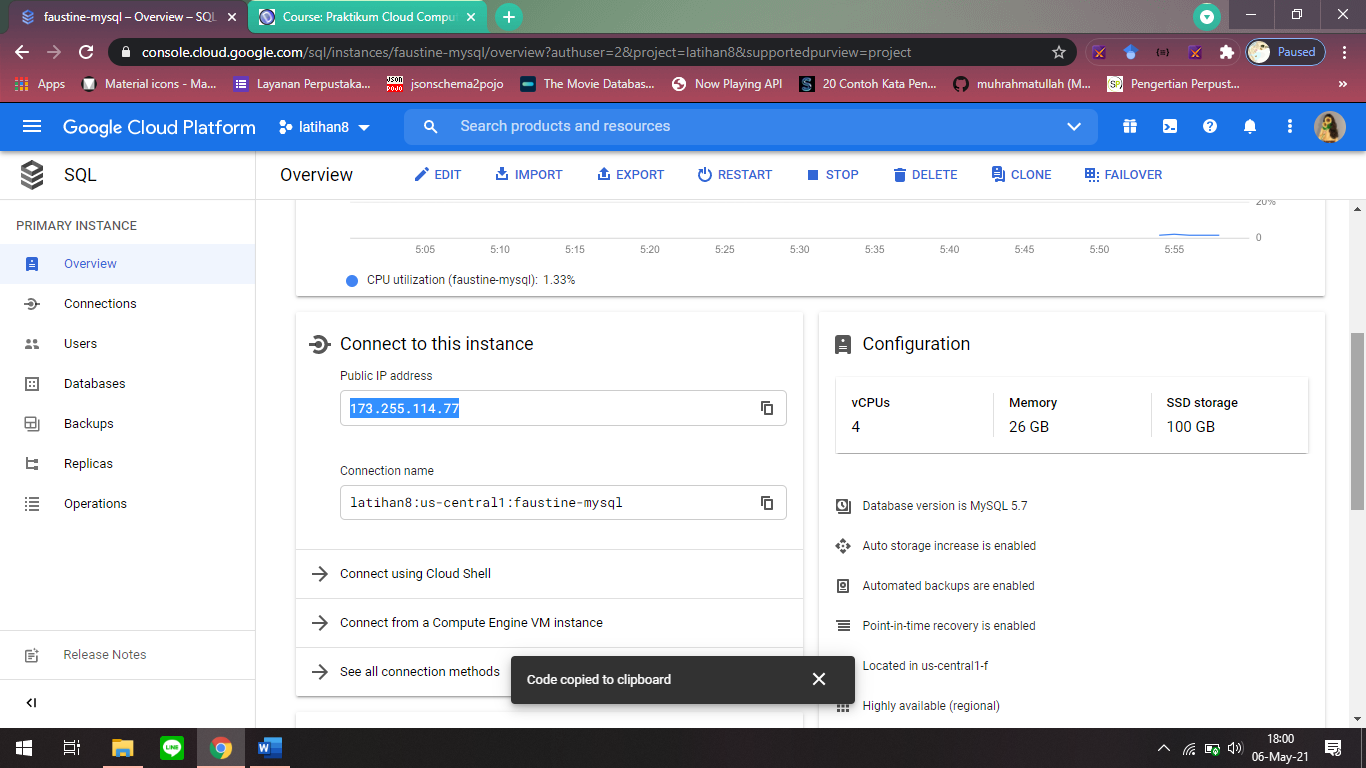 faustine-mysql – Overview – SQL
Course: Praktikum Cloud Comput
console.cloud.google.com/sql/instances/faustine-mysql/overview?authuser=2&project=latihan8&supportedpurview=project
Paused
Apps
Material icons - Ma...
Layanan Perpustaka...
JSON POJO
jsonschema2pojo
The Movie Databas...
Now Playing API
20 Contoh Kata Pen...
muhrahmatullah (M...
Pengertian Perpust...
»
Google Cloud Platform
latihan8
Search products and resources
SQL
Overview
EDIT
IMPORT
EXPORT
RESTART
STOP
DELETE
CLONE
FAILOVER
PRIMARY INSTANCE
Overview
Connections
Users
Databases
Backups
Replicas
Operations
Release Notes
20%
0
5:05 5:10 5:15 5:20 5:25 5:30 5:35 5:40 5:45 5:50 5:55
CPU utilization (faustine-mysql): 1.33%
Connect to this instance
Public IP address
173.255.114.77
Connection name
latihan8:us-central1:faustine-mysql
Connect using Cloud Shell
Connect from a Compute Engine VM instance
See all connection methods
Configuration
vCPUs Memory SSD storage
4 26 GB 100 GB
Database version is MySQL 5.7
Auto storage increase is enabled
Automated backups are enabled
Point-in-time recovery is enabled
Located in us-central1-f
Highly available (regional)
Code copied to clipboard
LINE
18:00
06-May-21